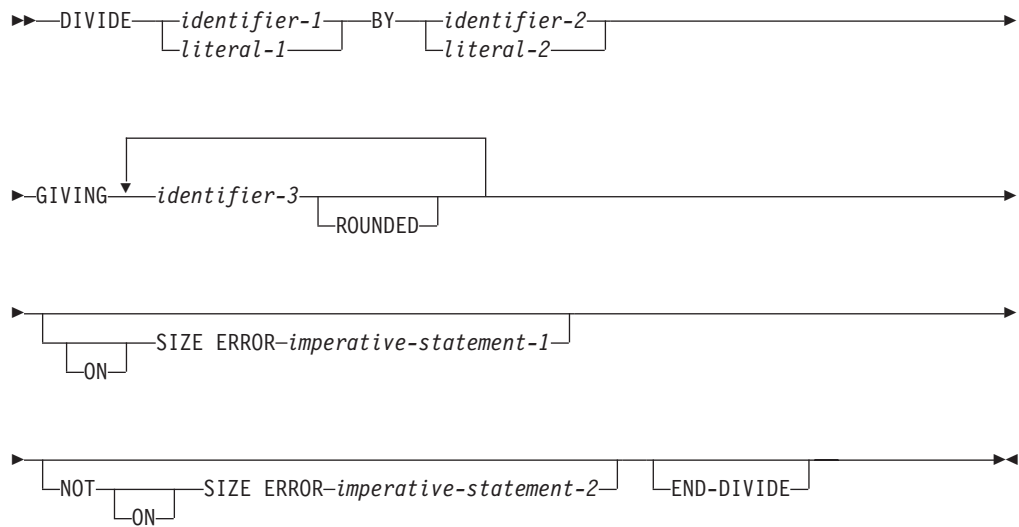 DIVIDE identifier-1 BY identifier-2
literal-1 literal-2
GIVING identifier-3
ROUNDED
SIZE ERROR imperative-statement-1
ON
NOT SIZE ERROR imperative-statement-2 END-DIVIDE
ON